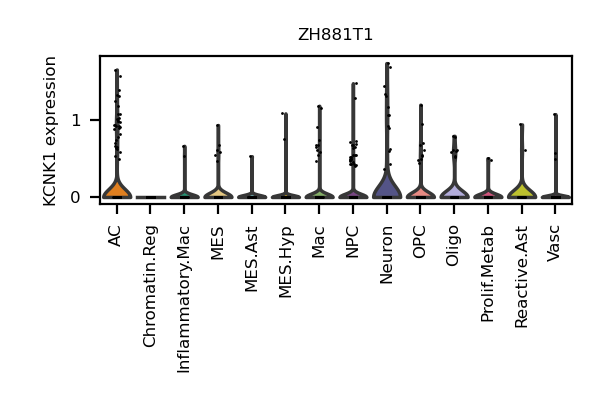 ZH881T1
KCNK1 expression
1
0
AC
Chromatin.Reg
Inflammatory.Mac
MES
MES.Ast
MES.Hyp
Mac
NPC
Neuron
OPC
Oligo
Prolif.Metab
Reactive.Ast
Vasc